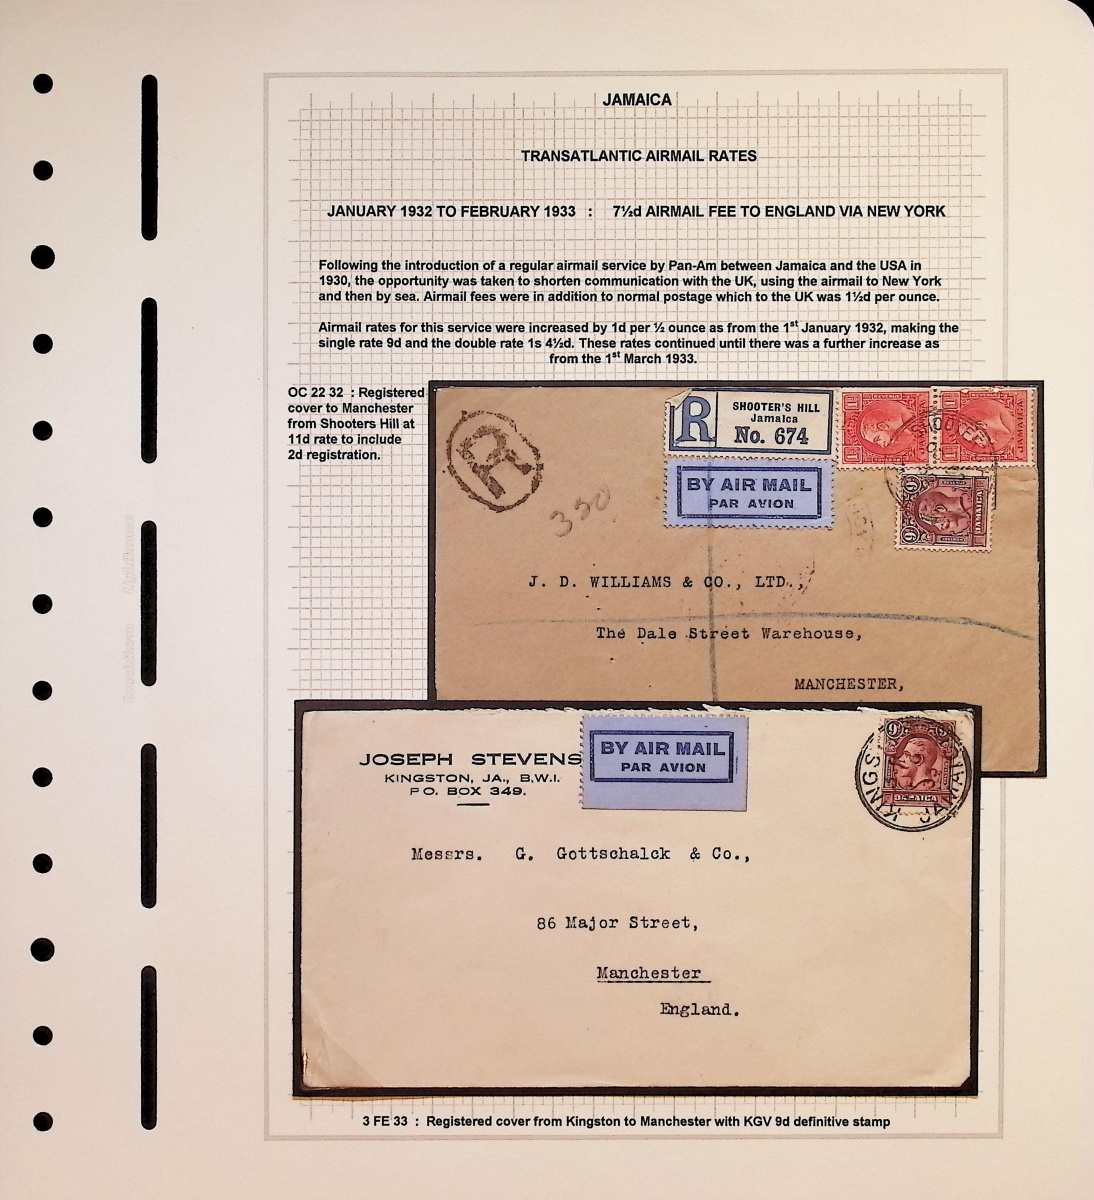 JAMAICA
TRANSATLANTIC AIRMAIL RATES
JANUARY 1932 TO FEBRUARY 1933 : 7½d AIRMAIL FEE TO ENGLAND VIA NEW YORK
Following the introduction of a regular airmail service by Pan-Am between Jamaica and the USA in
1930, the opportunity was taken to shorten communication with the UK, using the airmail to New York
and then by sea. Airmail fees were in addition to normal postage which to the UK was 1½d per ounce.
Airmail rates for this service were increased by 1d per ½ ounce as from the 1st January 1932, making the
single rate 9d and the double rate 1s 4½d. These rates continued until there was a further increase as
from the 1st March 1933.
OC 22 32 : Registered
cover to Manchester
from Shooters Hill at
11d rate to include
2d registration.
R
R
SHOOTER'S HILL
Jamaica
No. 674
BY AIR MAIL
PAR AVION
REVENUE
JAMAICA
REVENUE
JAMAICA
JAMAICA
330
J. D. WILLIAMS & CO., LTD.,
The Dale Street Warehouse,
MANCHESTER,
JOSEPH STEVENS
KINGSTON, JA., B.W.I.
P.O. BOX 349.
BY AIR MAIL
PAR AVION
JAMAICA
JAMAICA
Messrs. G. Gottschalck & Co.,
86 Major Street,
Manchester
England.
3 FE 33 : Registered cover from Kingston to Manchester with KGV 9d definitive stamp